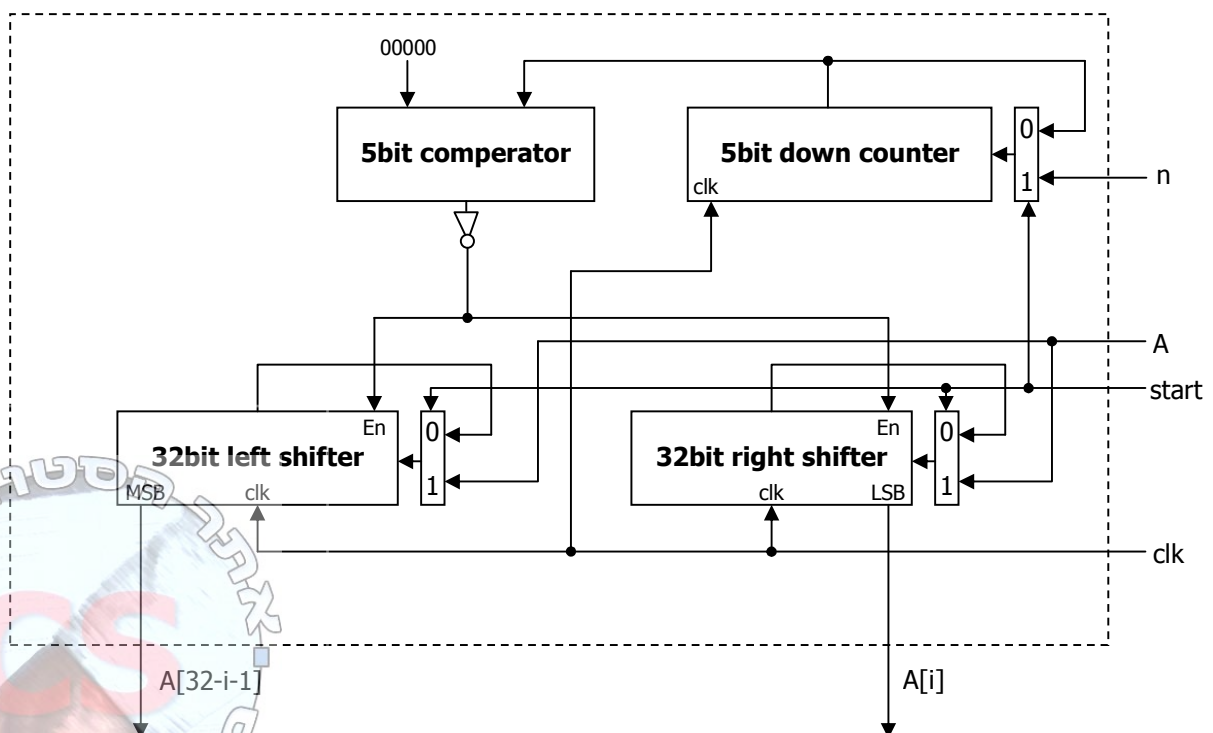 00000
5bit comperator
5bit down counter
clk
0
1
n
A
start
En
32bit left shifter
MSB
clk
0
1
En
32bit right shifter
clk
LSB
0
1
clk
A[32-i-1]
A[i]
CS